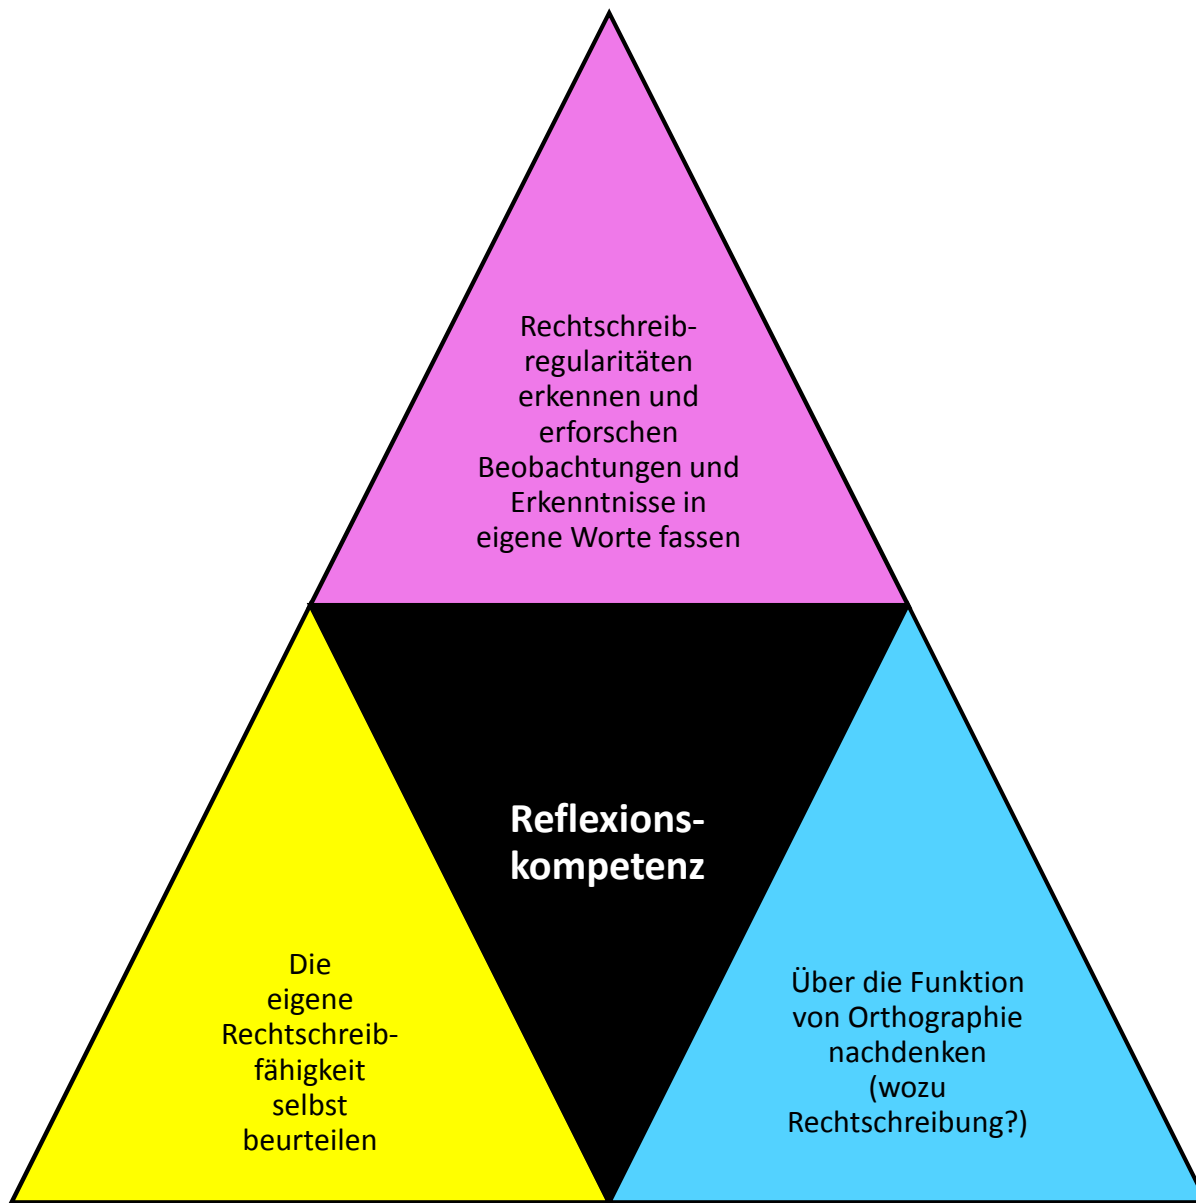 Rechtschreib-
regularitäten
erkennen und
erforschen
Beobachtungen und
Erkenntnisse in
eigene Worte fassen
Reflexions-
kompetenz
Die
eigene
Rechtschreib-
fähigkeit
selbst
beurteilen
Über die Funktion
von Orthographie
nachdenken
(wozu
Rechtschreibung?)